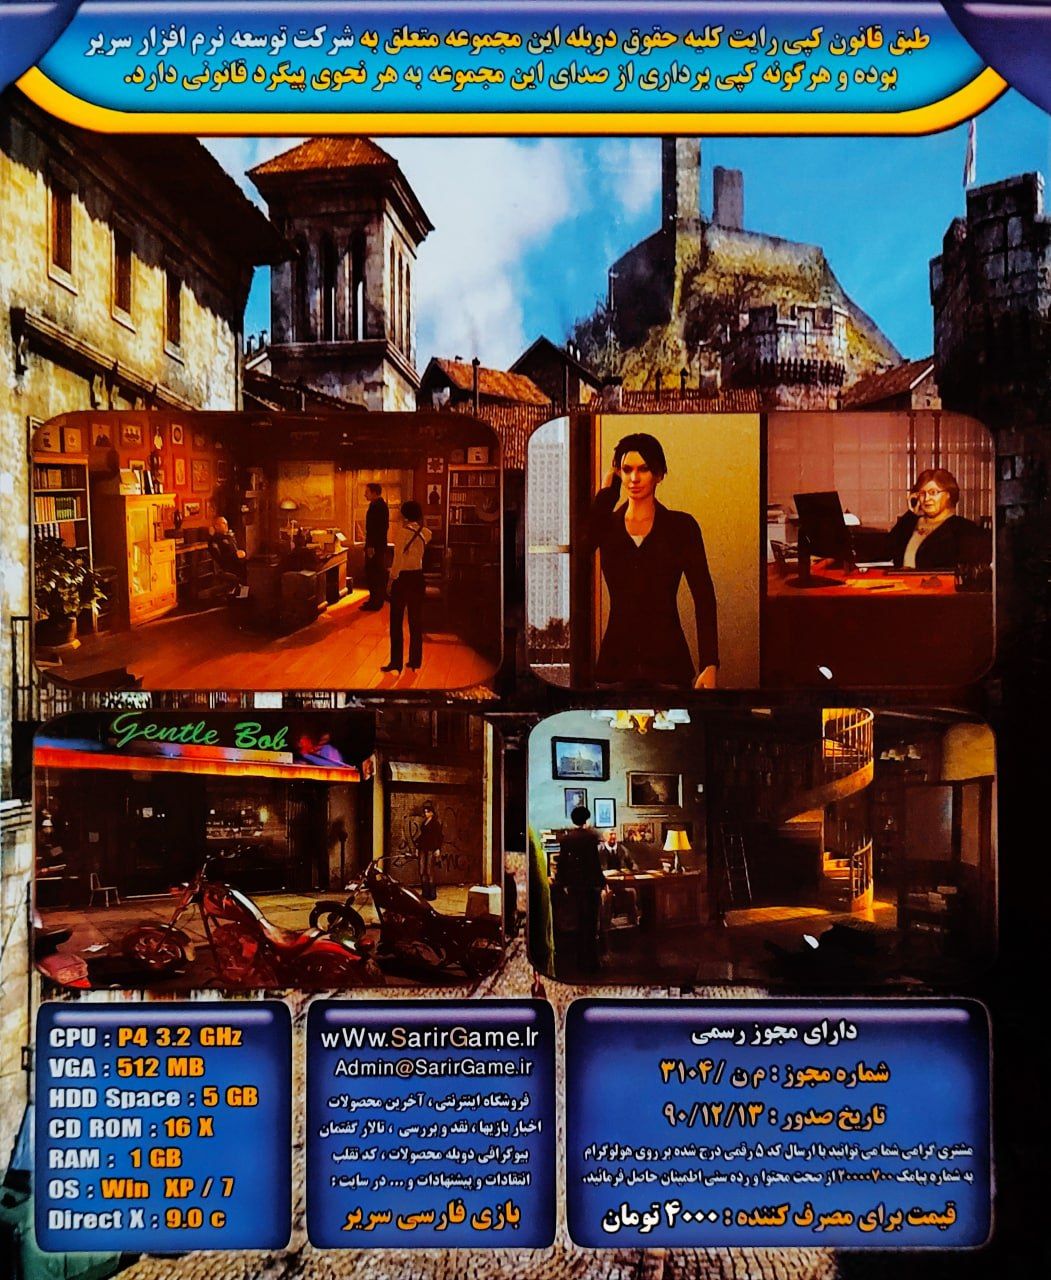 طبق قانون کپی رایت کلیه حقوق دوبله این مجموعه متعلق به شرکت توسعه نرم افزار سریر
بوده و هرگونه کپی برداری از صدای این مجموعه به هر نحوی پیگرد قانونی دارد.
Gentle Bob
CPU : P4 3.2 GHz
VGA : 512 MB
HDD Space : 5 GB
CD ROM : 16 X
RAM : 1 GB
OS : Win XP / 7
Direct X : 9.0 c
wWw.SarirGame.Ir
Admin@SarirGame.ir
فروشگاه اینترنتی ، آخرین محصولات
اخبار بازیها ، نقد و بررسی ، تالار گفتمان
بیوگرافی دوبله محصولات ، کد تقلب
انتقادات و پیشنهادات و ... در سایت :
بازی فارسی سریر
دارای مجوز رسمی
شماره مجوز : م ن /۳۱۰۴
تاریخ صدور : ۹۰/۱۲/۱۳
مشتری گرامی شما می توانید با ارسال کد ۵ رقمی درج شده بر روی هولوگرام
به شماره پیامک ۲۰۰۰۰۷۰۰ از صحت محتوا و رده سنی اطمینان حاصل فرمائید.
قیمت برای مصرف کننده : ۴۰۰۰ تومان